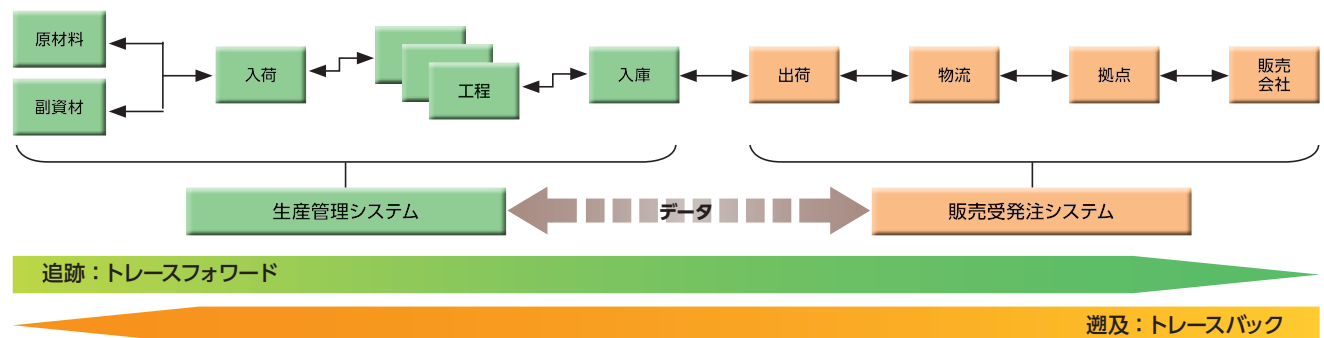 原材料
副資材
入荷
工程
入庫
出荷
物流
拠点
販売
会社
生産管理システム
データ
販売受発注システム
追跡：トレースフォワード
遡及：トレースバック